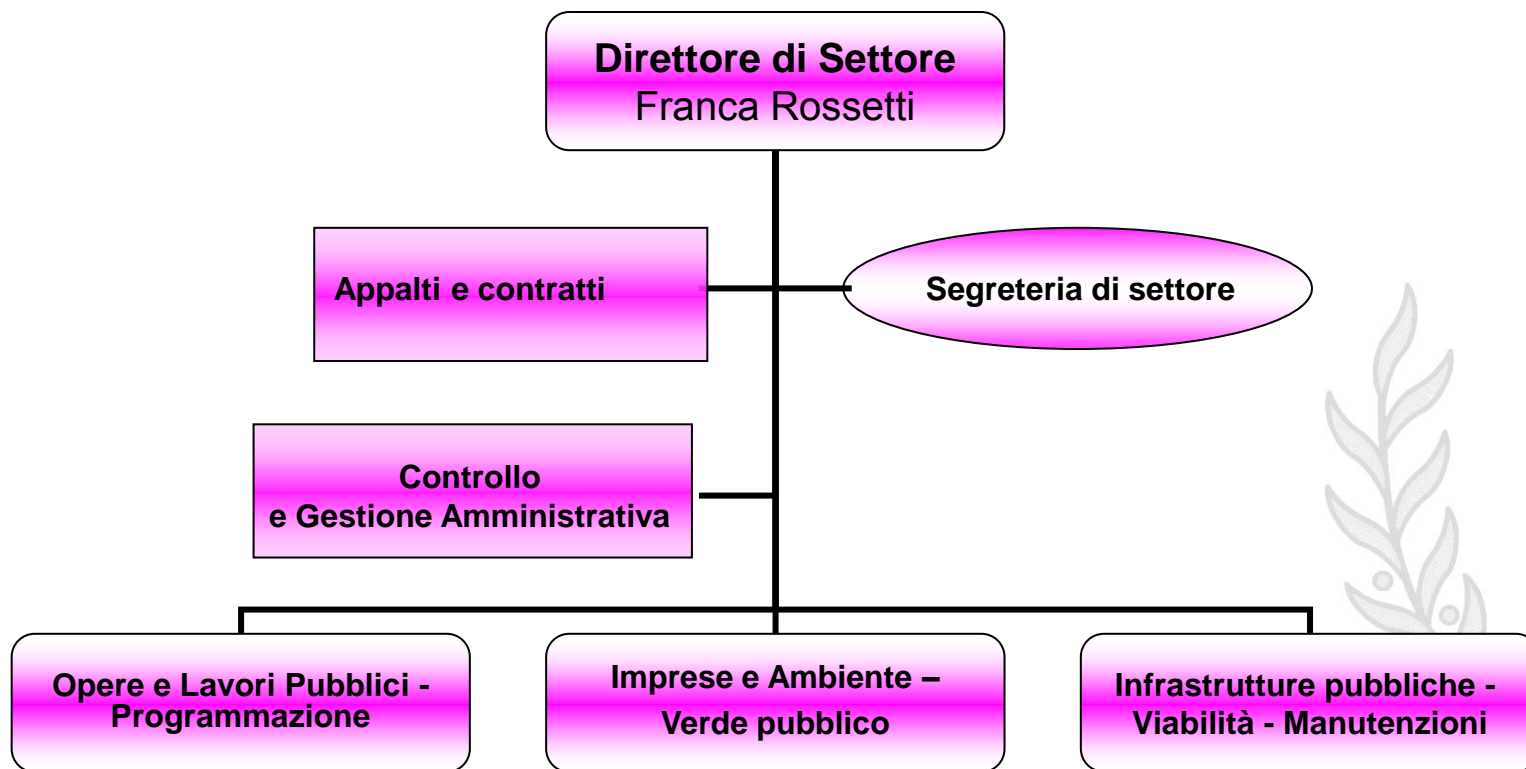 Direttore di Settore
Franca Rossetti
Appalti e contratti
Segreteria di settore
Controllo
e Gestione Amministrativa
Opere e Lavori Pubblici -
Programmazione
Imprese e Ambiente –
Verde pubblico
Infrastrutture pubbliche -
Viabilità - Manutenzioni